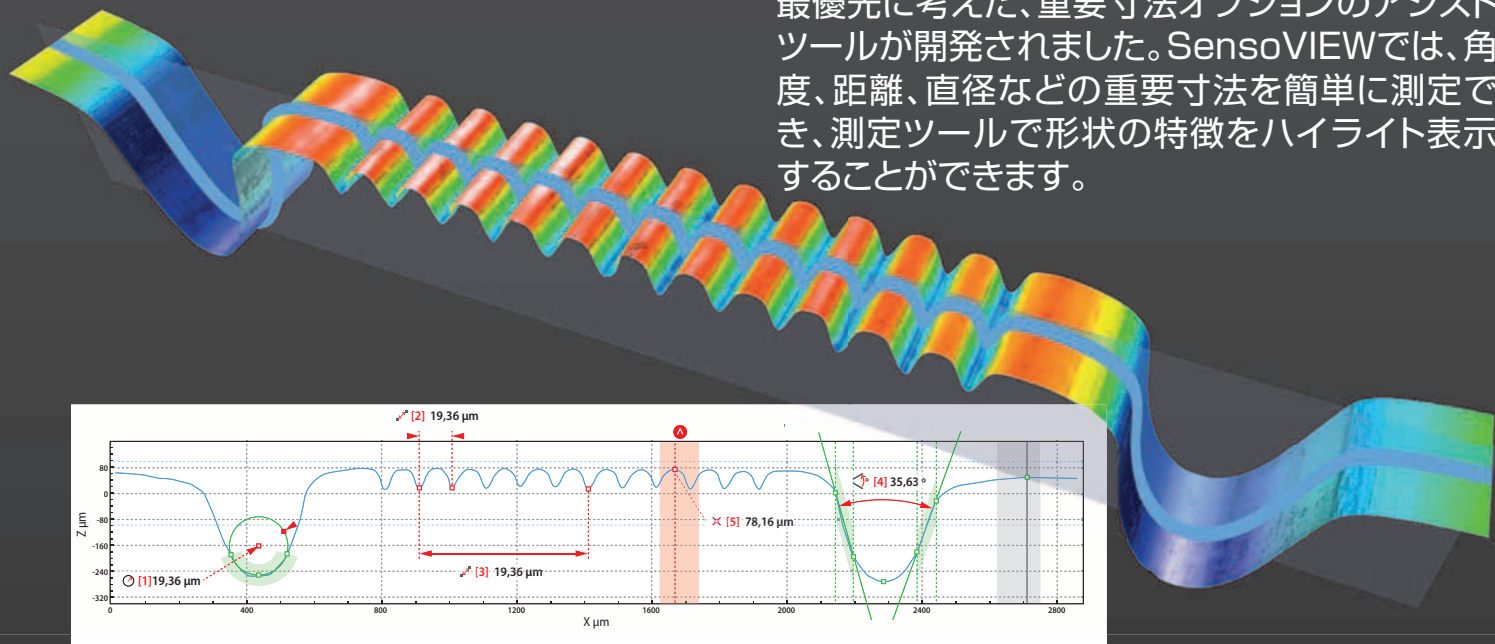 最優先に考えた、重要寸法オプションのアシスト
ツールが開発されました。SensoVIEWでは、角
度、距離、直径などの重要寸法を簡単に測定で
き、測定ツールで形状の特徴をハイライト表示
することができます。
[2] 19,36 µm
[4] 35,63 º
[5] 78,16 µm
[3] 19,36 µm
[1]19,36 µm
Z µm
80
0
-80
-160
-240
-320
0
400
800
1200
1600
2000
2400
2800
X µm